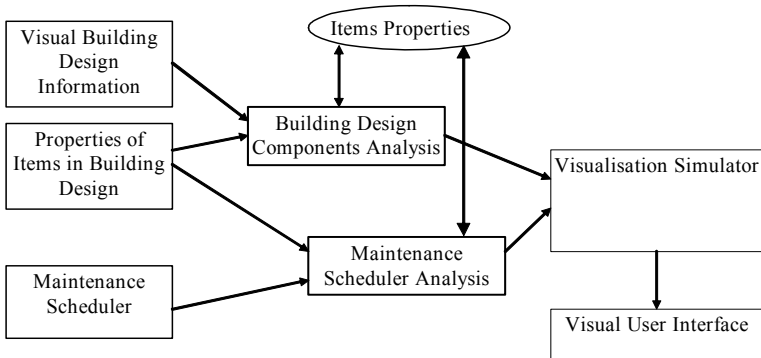 Visual Building
Design
Information
Items Properties
Properties of
Items in Building
Design
Building Design
Components Analysis
Visualisation Simulator
Maintenance
Scheduler Analysis
Maintenance
Scheduler
Visual User Interface